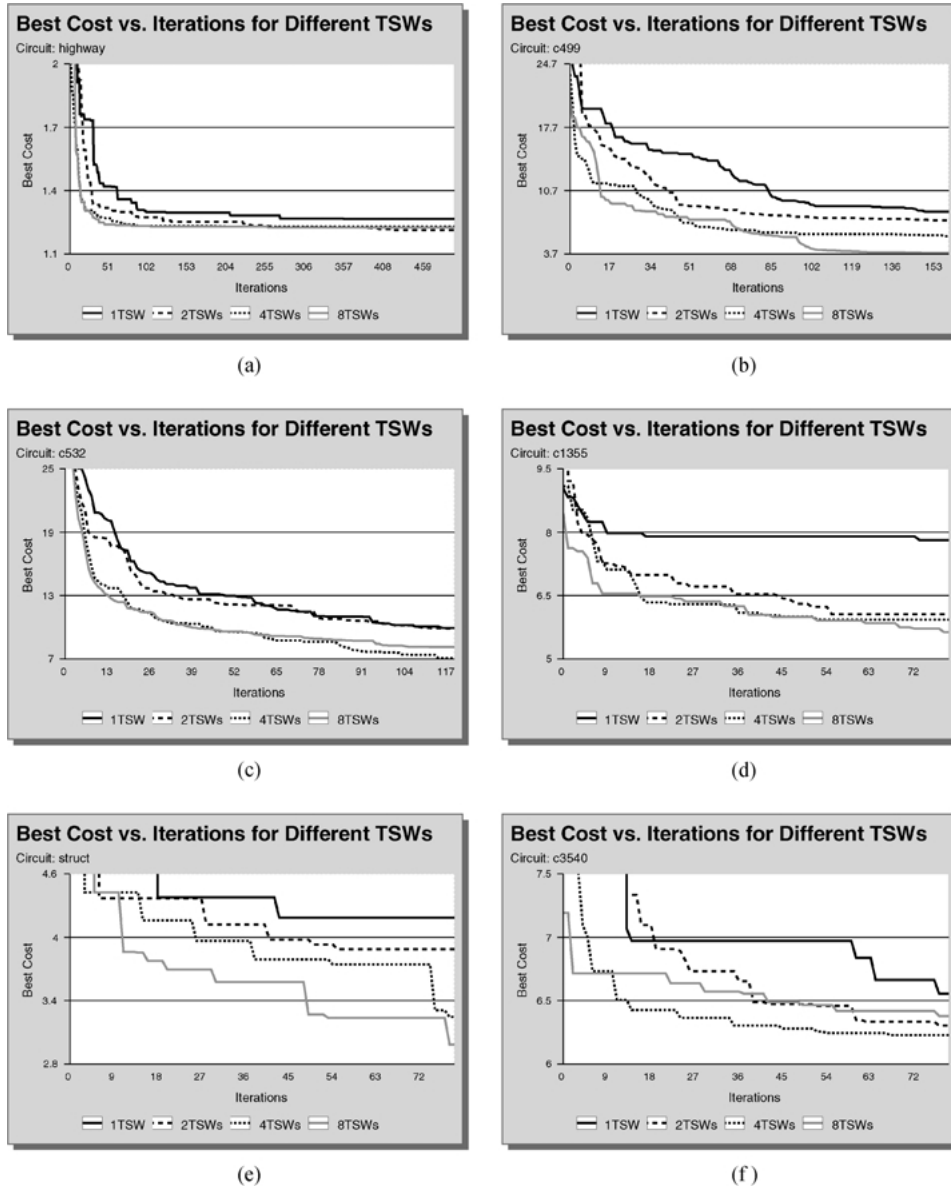 Best Cost vs. Iterations for Different TSWs
Circuit: highway
2
1.7
1.4
1.1
Best Cost
0 51 102 153 204 255 306 357 408 459
Iterations
1TSW 2TSWs 4TSWs 8TSWs
(a)
Best Cost vs. Iterations for Different TSWs
Circuit: c499
24.7
17.7
10.7
3.7
Best Cost
0 17 34 51 68 85 102 119 136 153
Iterations
1TSW 2TSWs 4TSWs 8TSWs
(b)
Best Cost vs. Iterations for Different TSWs
Circuit: c532
25
19
13
7
Best Cost
0 13 26 39 52 65 78 91 104 117
Iterations
1TSW 2TSWs 4TSWs 8TSWs
(c)
Best Cost vs. Iterations for Different TSWs
Circuit: c1355
9.5
8
6.5
5
Best Cost
0 9 18 27 36 45 54 63 72
Iterations
1TSW 2TSWs 4TSWs 8TSWs
(d)
Best Cost vs. Iterations for Different TSWs
Circuit: struct
4.6
4
3.4
2.8
Best Cost
0 9 18 27 36 45 54 63 72
Iterations
1TSW 2TSWs 4TSWs 8TSWs
(e)
Best Cost vs. Iterations for Different TSWs
Circuit: c3540
7.5
7
6.5
6
Best Cost
0 9 18 27 36 45 54 63 72
Iterations
1TSW 2TSWs 4TSWs 8TSWs
(f )